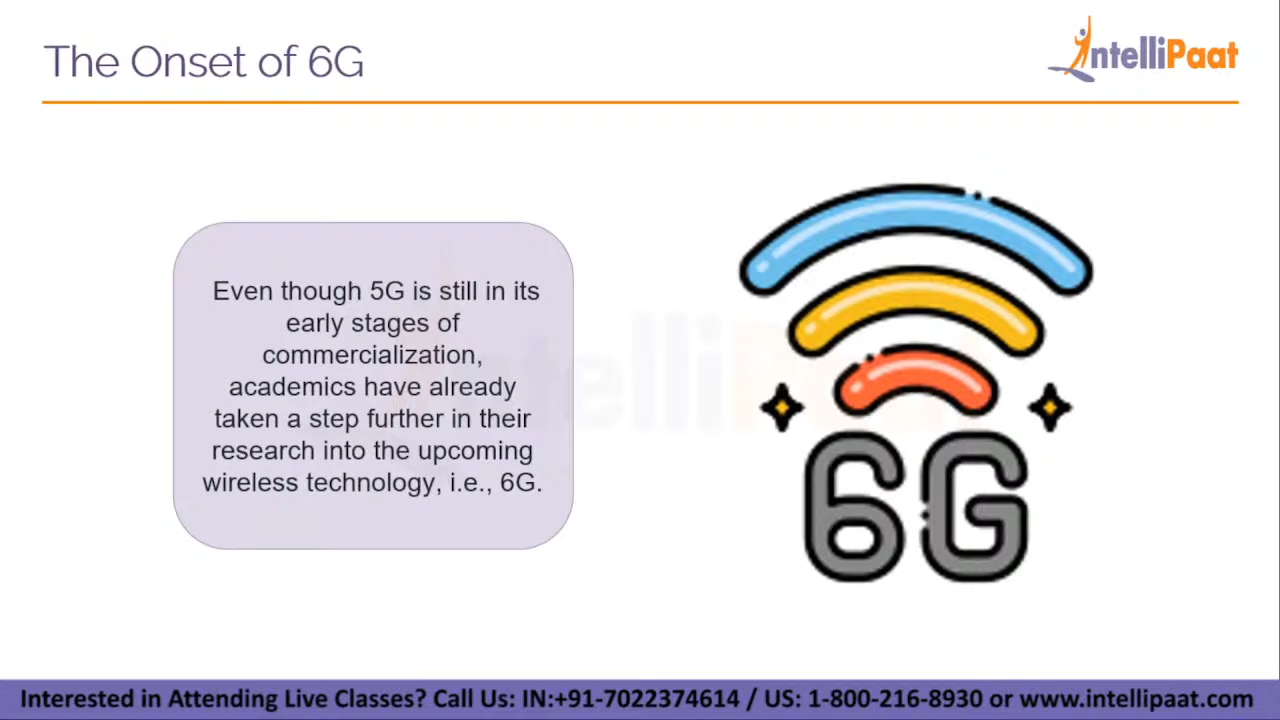 The Onset of 6G
IntelliPaat
Even though 5G is still in its
early stages of
commercialization,
academics have already
taken a step further in their
research into the upcoming
wireless technology, i.e., 6G.
6G
IntelliPaat
Interested in Attending Live Classes? Call Us: IN:+91-7022374614 / US: 1-800-216-8930 or www.intellipaat.com